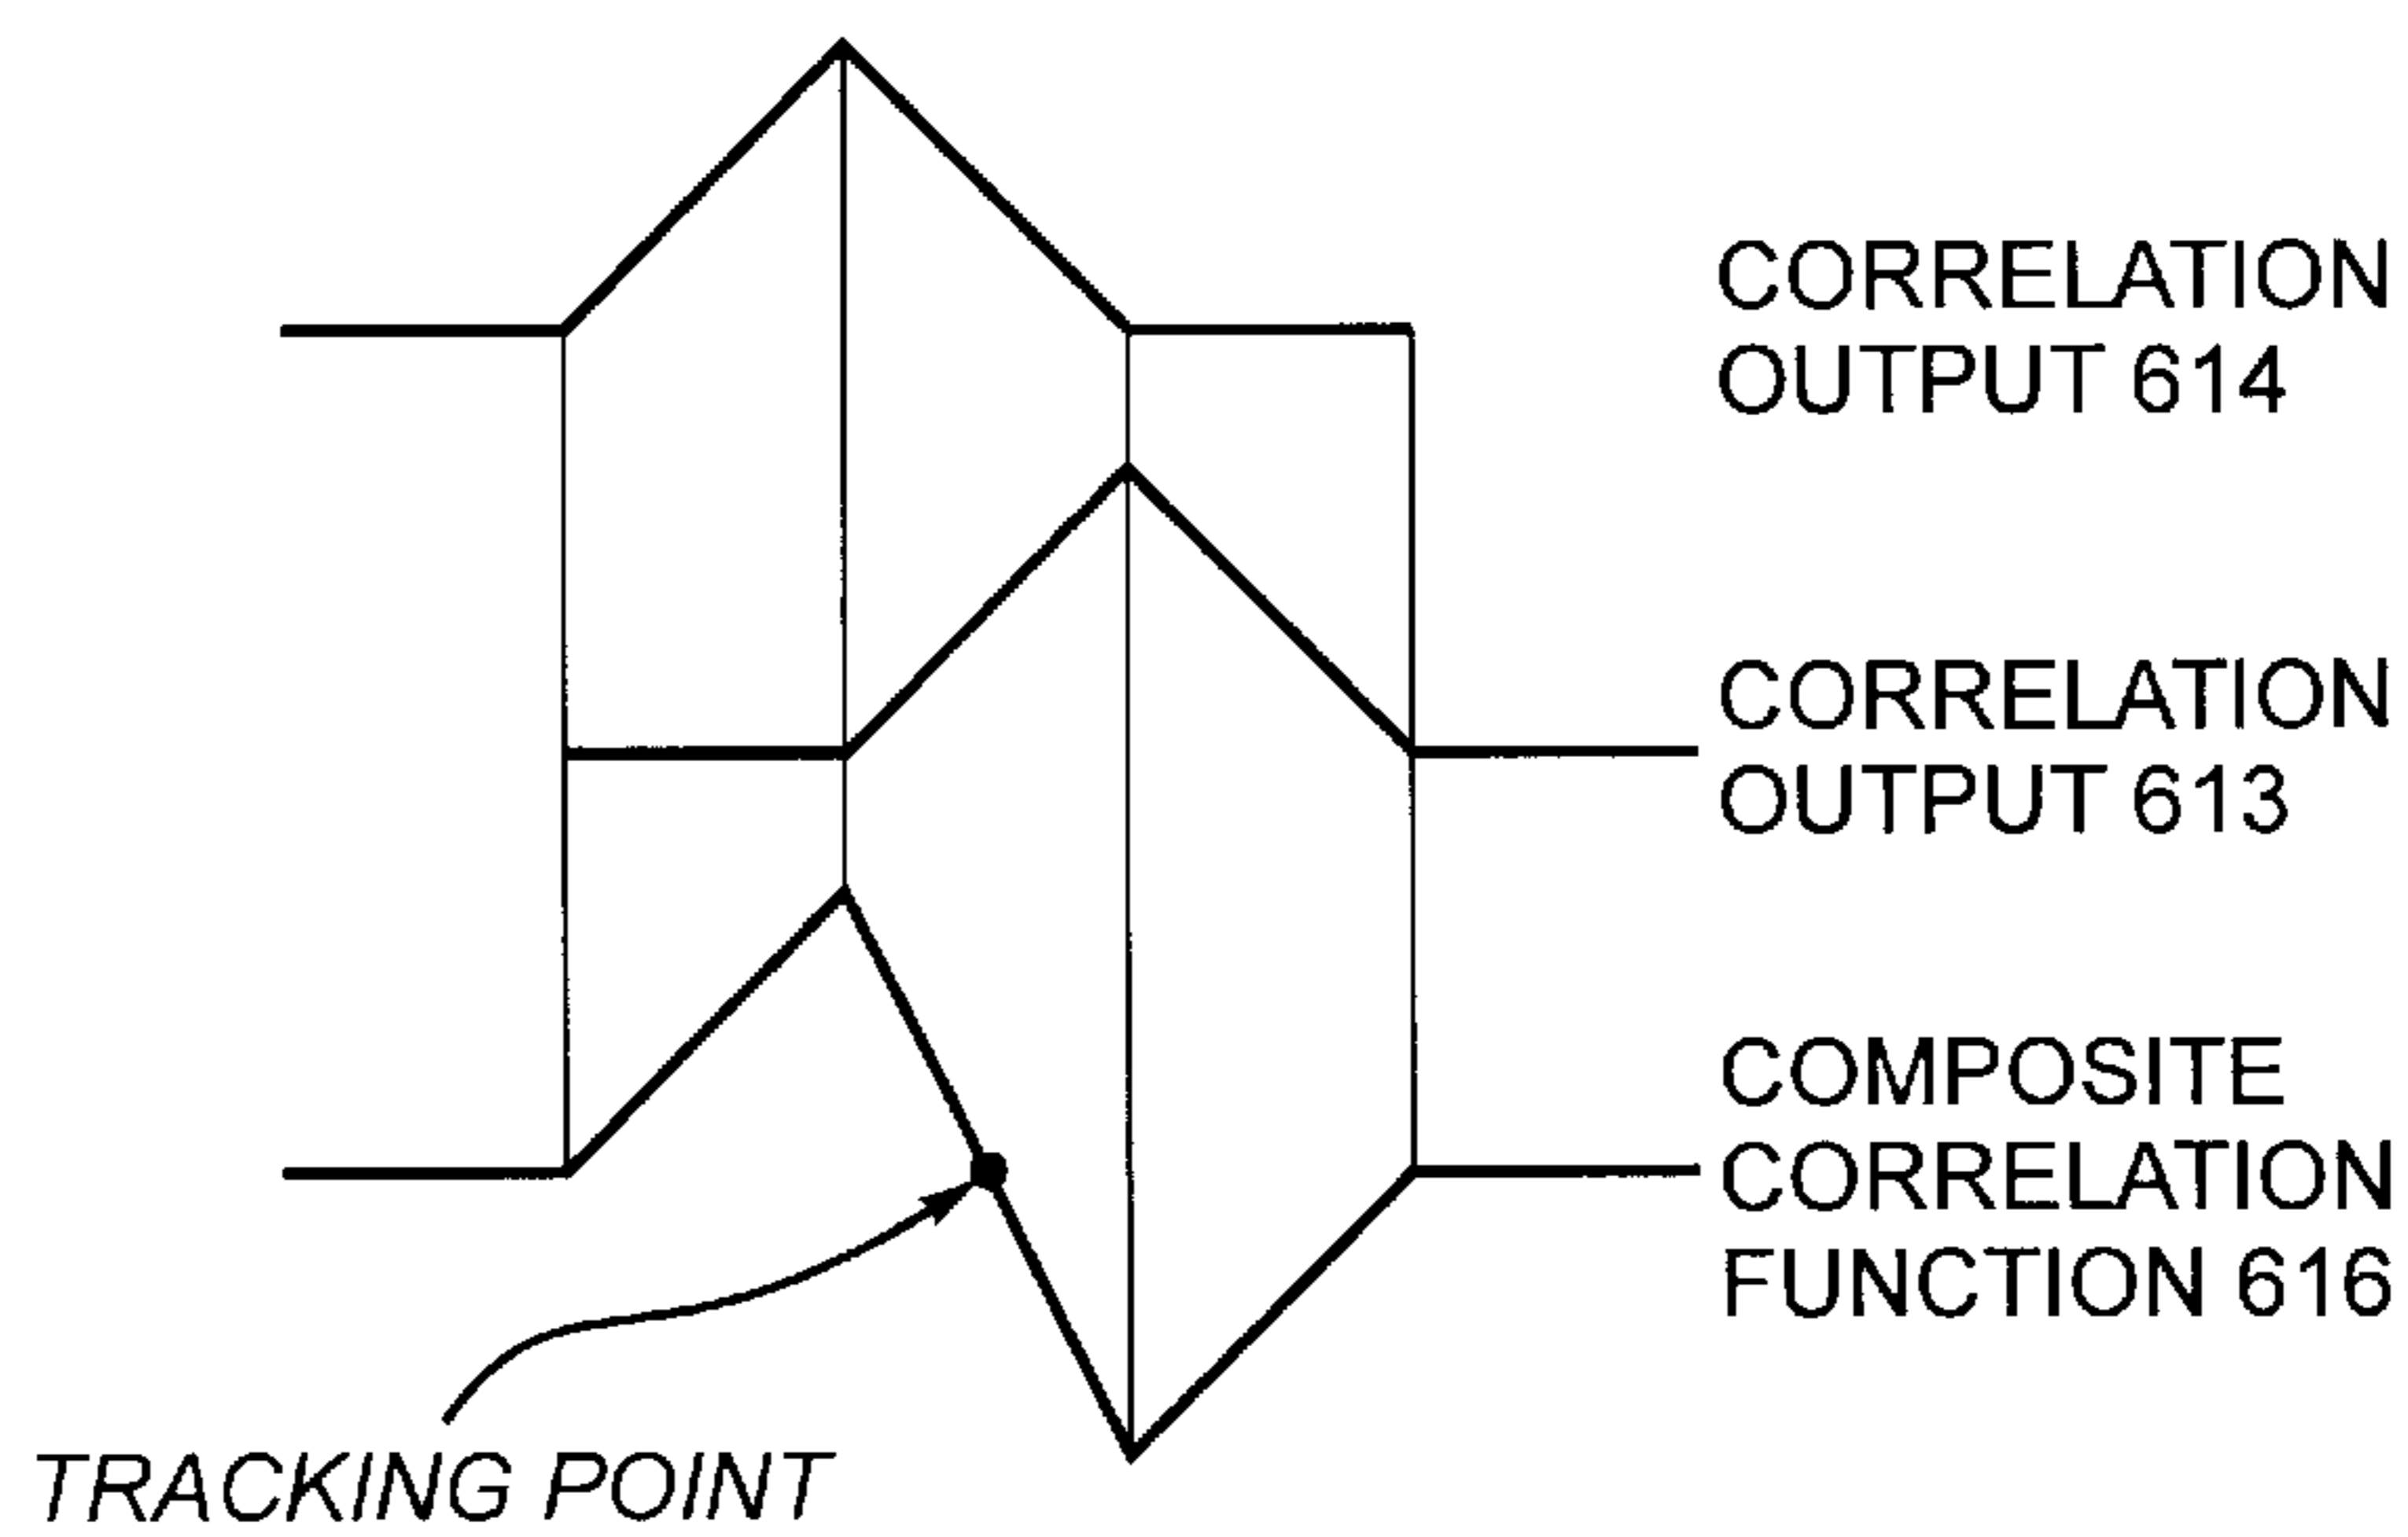 CORRELATION
OUTPUT 614
CORRELATION
OUTPUT 613
COMPOSITE
CORRELATION
FUNCTION 616
TRACKING POINT